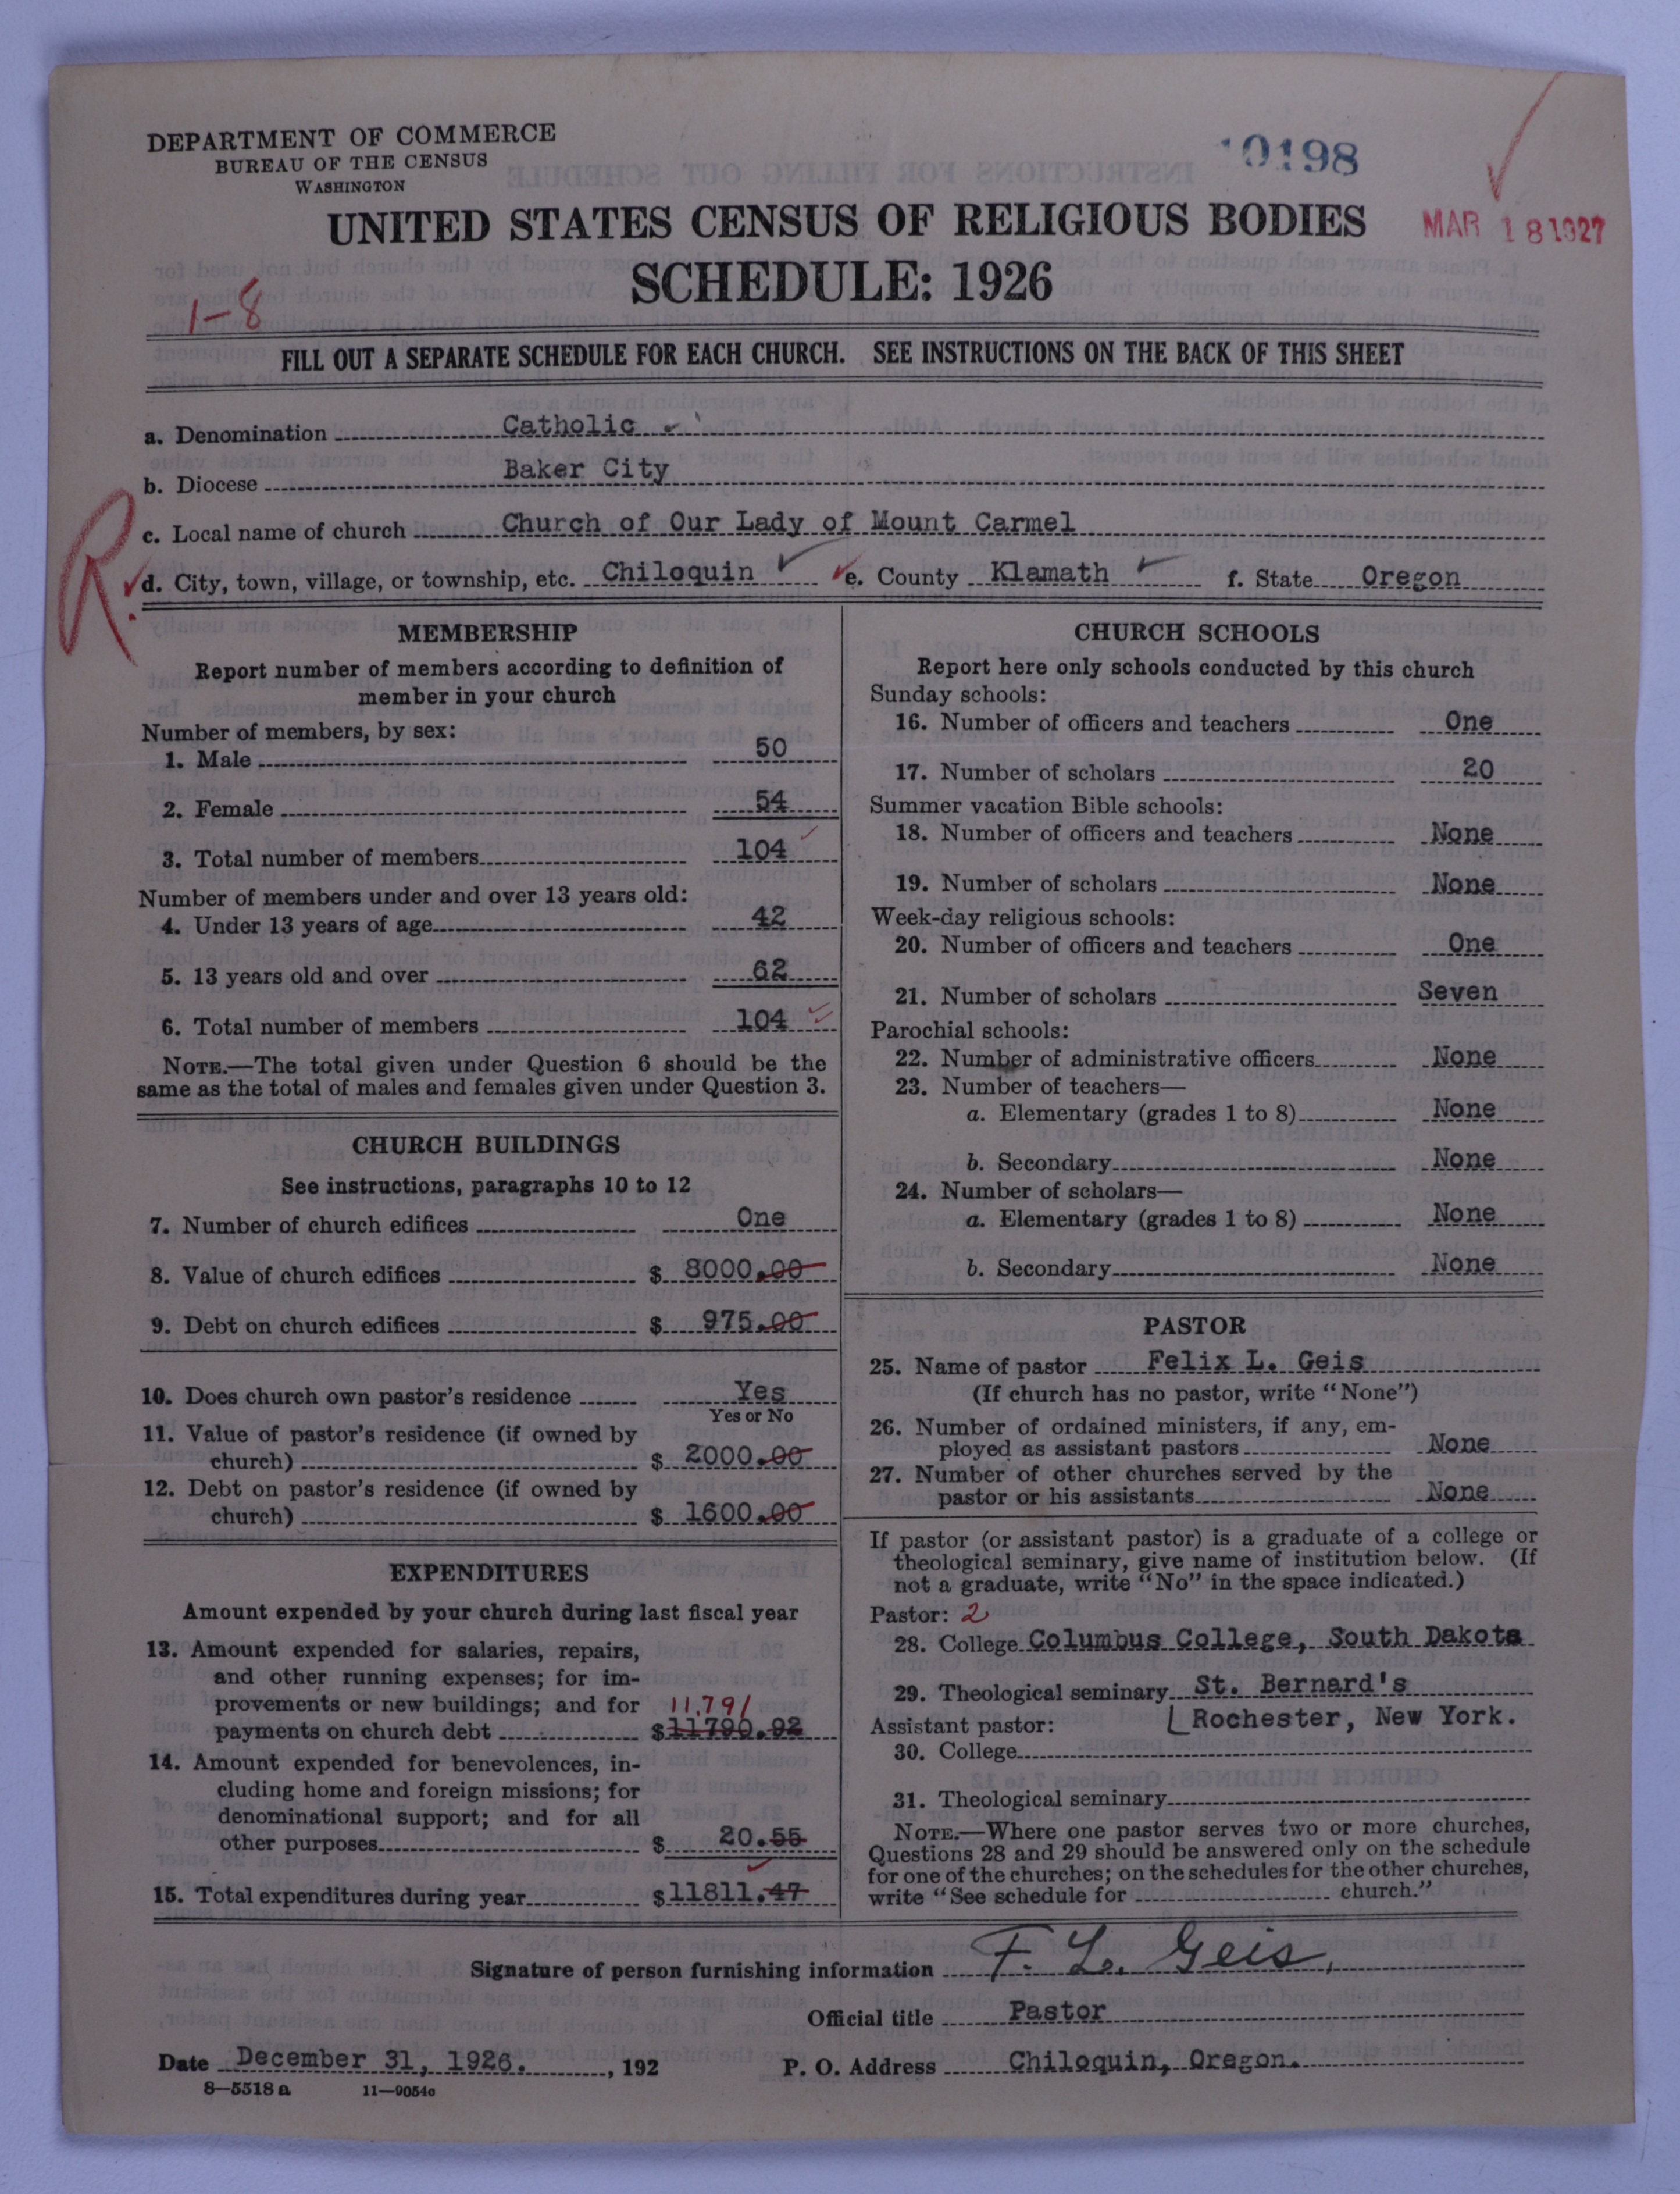 DEPARTMENT OF COMMERCE
BUREAU OF THE CENSUS
WASHINGTON
10198
UNITED STATES CENSUS OF RELIGIOUS BODIES
MAR 18 1927
SCHEDULE: 1926
1-8
FILL OUT A SEPARATE SCHEDULE FOR EACH CHURCH. SEE INSTRUCTIONS ON THE BACK OF THIS SHEET
a. Denomination Catholic
b. Diocese Baker City
c. Local name of church Church of Our Lady of Mount Carmel
R.
d. City, town, village, or township, etc. Chiloquin e. County Klamath f. State Oregon
MEMBERSHIP
Report number of members according to definition of
member in your church
Number of members, by sex:
1. Male 50
2. Female 54
3. Total number of members 104
Number of members under and over 13 years old:
4. Under 13 years of age 42
5. 13 years old and over 62
6. Total number of members 104
NOTE.—The total given under Question 6 should be the
same as the total of males and females given under Question 3.
CHURCH BUILDINGS
See instructions, paragraphs 10 to 12
7. Number of church edifices One
8. Value of church edifices $ 8000.00
9. Debt on church edifices $ 975.00
10. Does church own pastor's residence Yes
Yes or No
11. Value of pastor's residence (if owned by
church) $ 2000.00
12. Debt on pastor's residence (if owned by
church) $ 1600.00
EXPENDITURES
Amount expended by your church during last fiscal year
13. Amount expended for salaries, repairs,
and other running expenses; for im-
provements or new buildings; and for 11,791
payments on church debt $11790.92
14. Amount expended for benevolences, in-
cluding home and foreign missions; for
denominational support; and for all
other purposes $ 20.55
15. Total expenditures during year $11811.47
CHURCH SCHOOLS
Report here only schools conducted by this church
Sunday schools:
16. Number of officers and teachers One
17. Number of scholars 20
Summer vacation Bible schools:
18. Number of officers and teachers None
19. Number of scholars None
Week-day religious schools:
20. Number of officers and teachers One
21. Number of scholars Seven
Parochial schools:
22. Number of administrative officers None
23. Number of teachers—
a. Elementary (grades 1 to 8) None
b. Secondary None
24. Number of scholars—
a. Elementary (grades 1 to 8) None
b. Secondary None
PASTOR
25. Name of pastor Felix L. Geis
(If church has no pastor, write "None")
26. Number of ordained ministers, if any, em-
ployed as assistant pastors None
27. Number of other churches served by the
pastor or his assistants None
If pastor (or assistant pastor) is a graduate of a college or
theological seminary, give name of institution below. (If
not a graduate, write "No" in the space indicated.)
Pastor: 2
28. College Columbus College, South Dakota
29. Theological seminary St. Bernard's
Assistant pastor: Rochester, New York.
30. College
31. Theological seminary
NOTE.—Where one pastor serves two or more churches,
Questions 28 and 29 should be answered only on the schedule
for one of the churches; on the schedules for the other churches,
write "See schedule for church."
Signature of person furnishing information F. L. Geis,
Official title Pastor
Date December 31, 1926. , 192 P. O. Address Chiloquin, Oregon.
8—5518 a 11—9054c